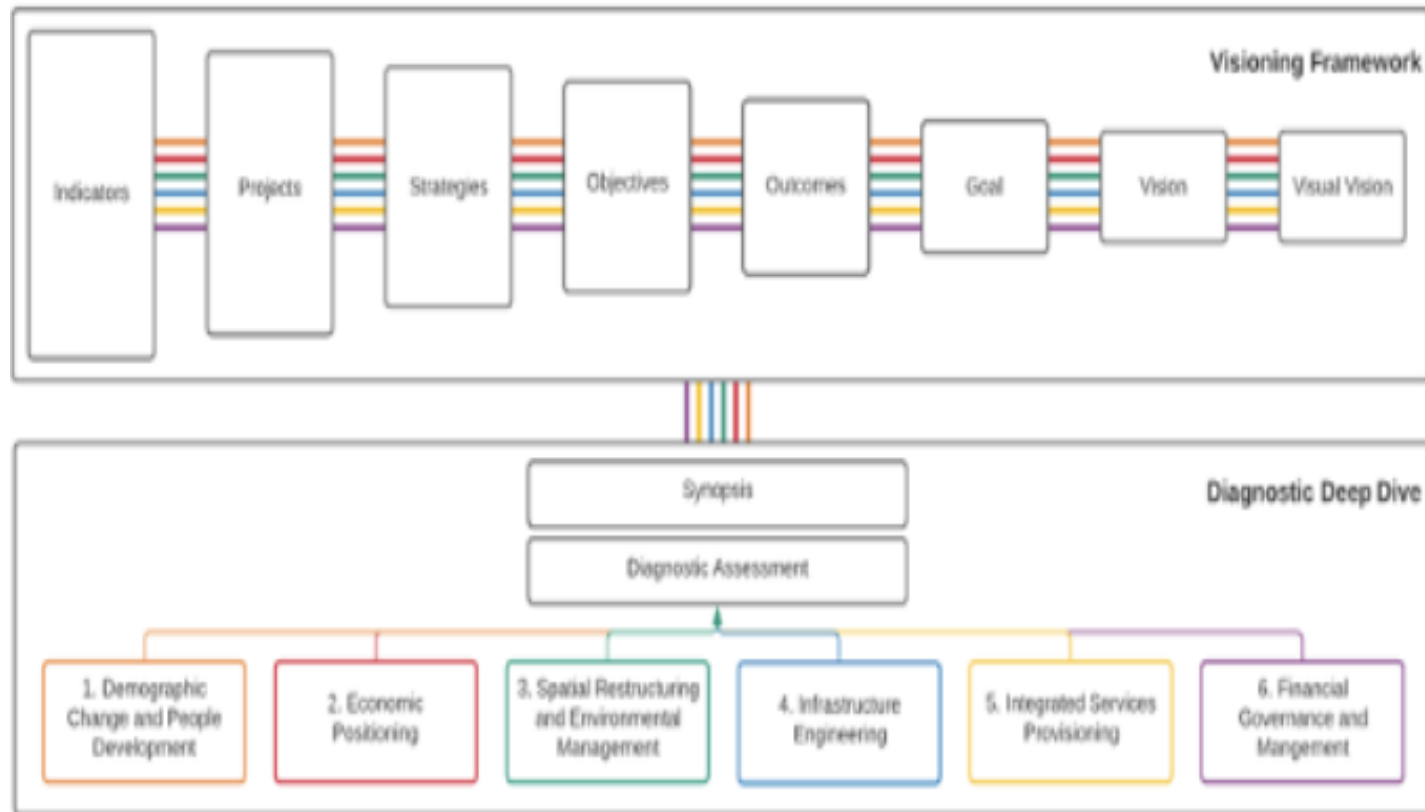 Visioning Framework
Indicators
Projects
Strategies
Objectives
Outcomes
Goal
Vision
Visual Vision
Diagnostic Deep Dive
Synopsis
Diagnostic Assessment
1. Demographic
Change and People
Development
2. Economic
Positioning
3. Spatial Restructuring
and Environmental
Management
4. Infrastructure
Engineering
5. Integrated Services
Provisioning
6. Financial
Governance and
Mangement